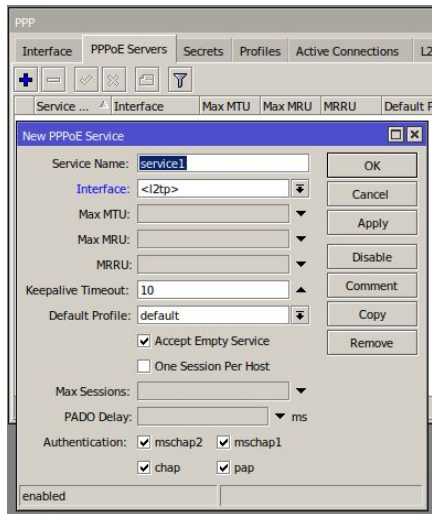 PPP
Interface PPPoE Servers Secrets Profiles Active Connections L2
Service ... Interface Max MTU Max MRU MRRU Default P
New PPPoE Service
Service Name: service1 OK
Interface: <l2tp> Cancel
Max MTU: Apply
Max MRU:
MRRU: Disable
Keepalive Timeout: 10 Comment
Default Profile: default Copy
Accept Empty Service Remove
One Session Per Host
Max Sessions:
PADO Delay: ms
Authentication: mschap2 mschap1
chap pap
enabled